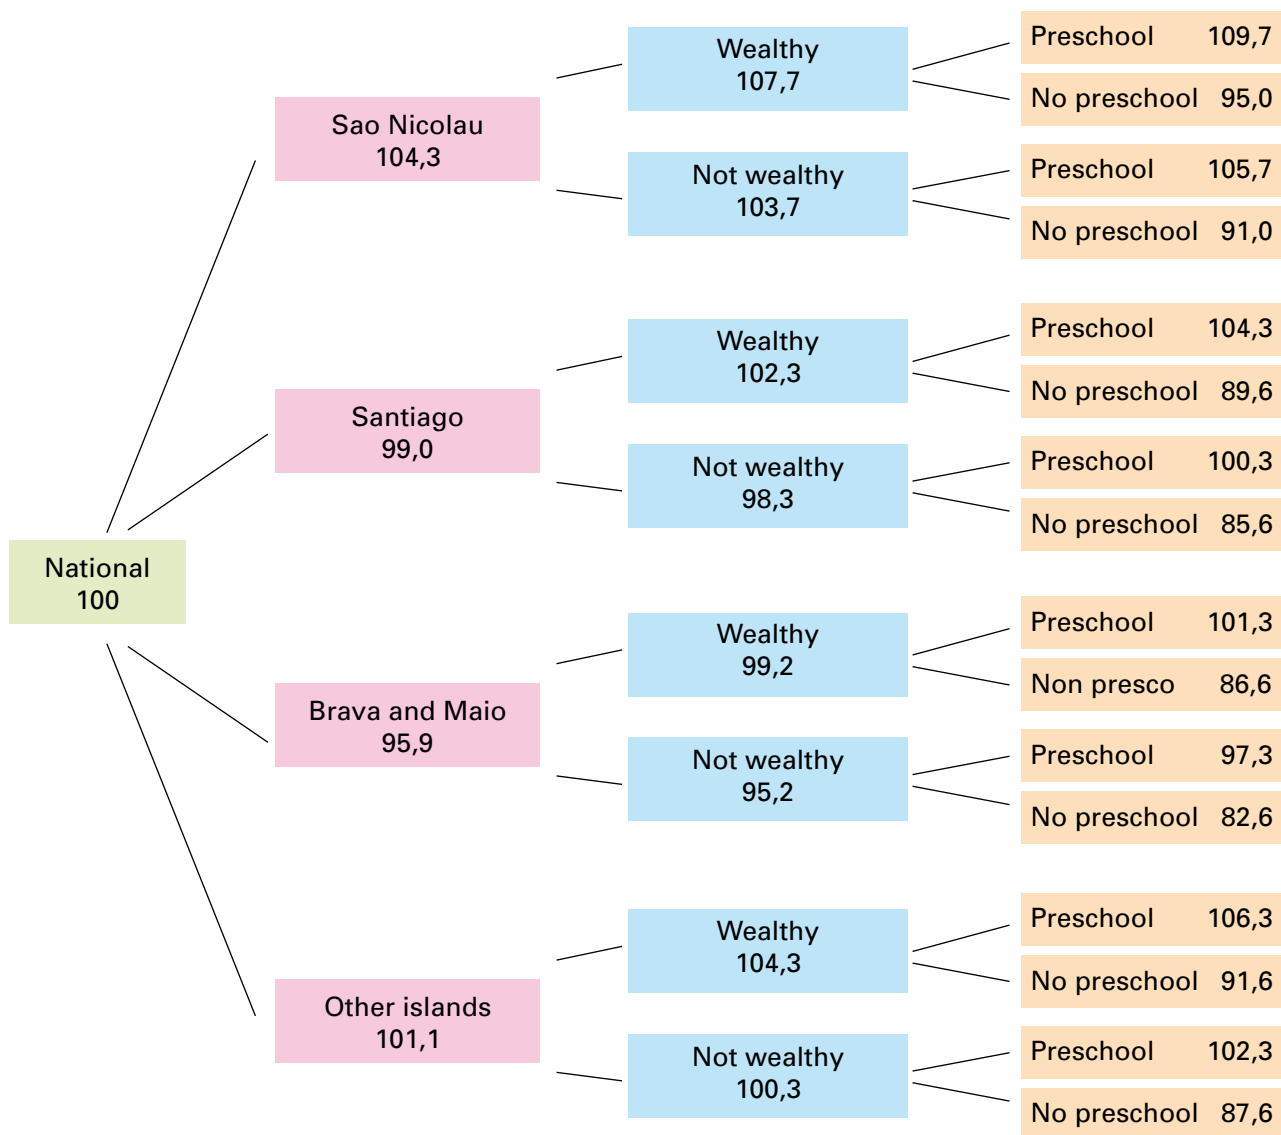 National
100
Sao Nicolau
104,3
Wealthy
107,7
Preschool 109,7
No preschool 95,0
Not wealthy
103,7
Preschool 105,7
No preschool 91,0
Santiago
99,0
Wealthy
102,3
Preschool 104,3
No preschool 89,6
Not wealthy
98,3
Preschool 100,3
No preschool 85,6
Brava and Maio
95,9
Wealthy
99,2
Preschool 101,3
Non presco 86,6
Not wealthy
95,2
Preschool 97,3
No preschool 82,6
Other islands
101,1
Wealthy
104,3
Preschool 106,3
No preschool 91,6
Not wealthy
100,3
Preschool 102,3
No preschool 87,6